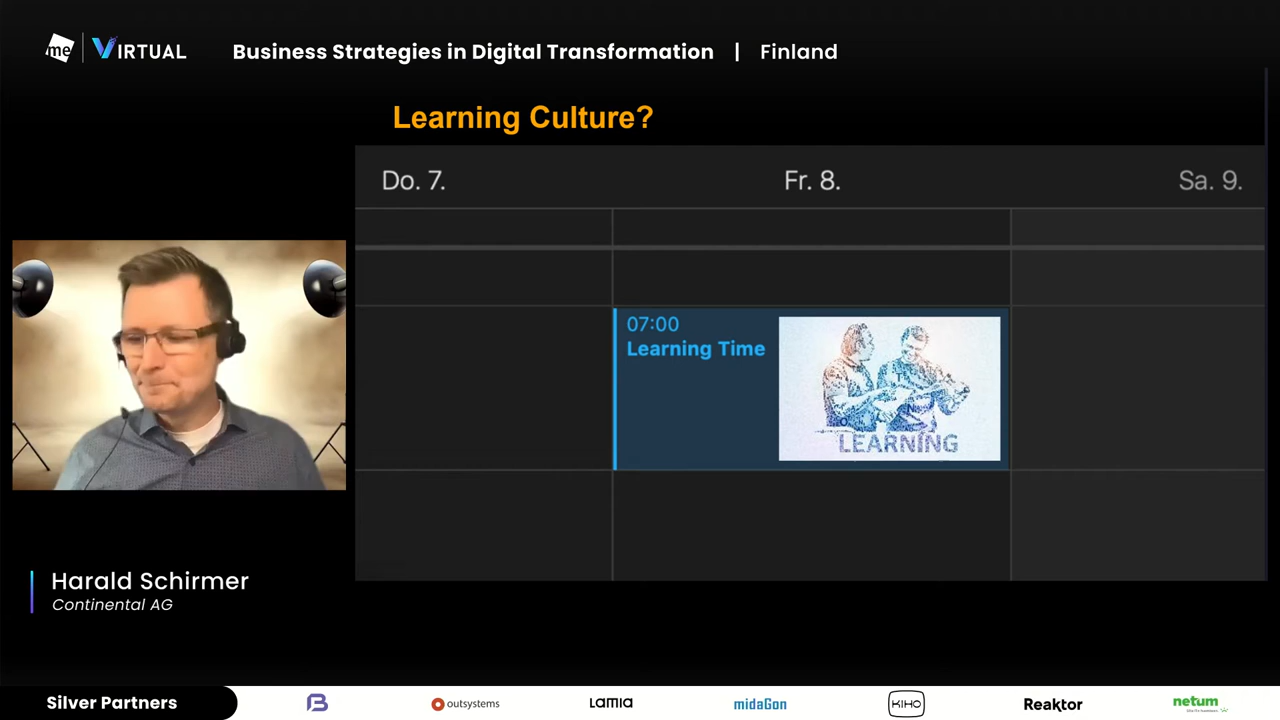 me VIRTUAL Business Strategies in Digital Transformation | Finland
Learning Culture?
Do. 7. Fr. 8. Sa. 9.
07:00
Learning Time
LEARNING
Harald Schirmer
Continental AG
Silver Partners outsystems LAMIA midaGon KIHO Reaktor netum